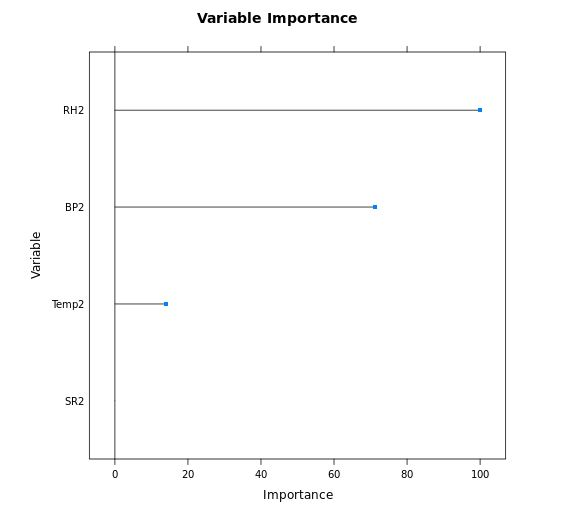 Variable Importance
RH2
BP2
Temp2
SR2
Variable
0 20 40 60 80 100
Importance